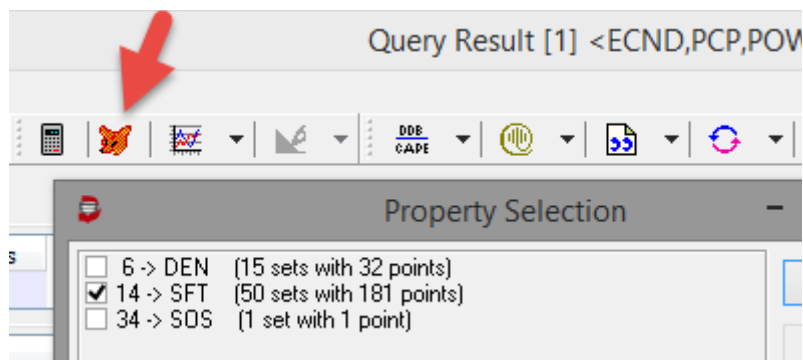 Query Result [1] <ECND,PCP,POW
DDB
CAPE
Property Selection
s
6 -> DEN (15 sets with 32 points)
14 -> SFT (50 sets with 181 points)
34 -> SOS (1 set with 1 point)